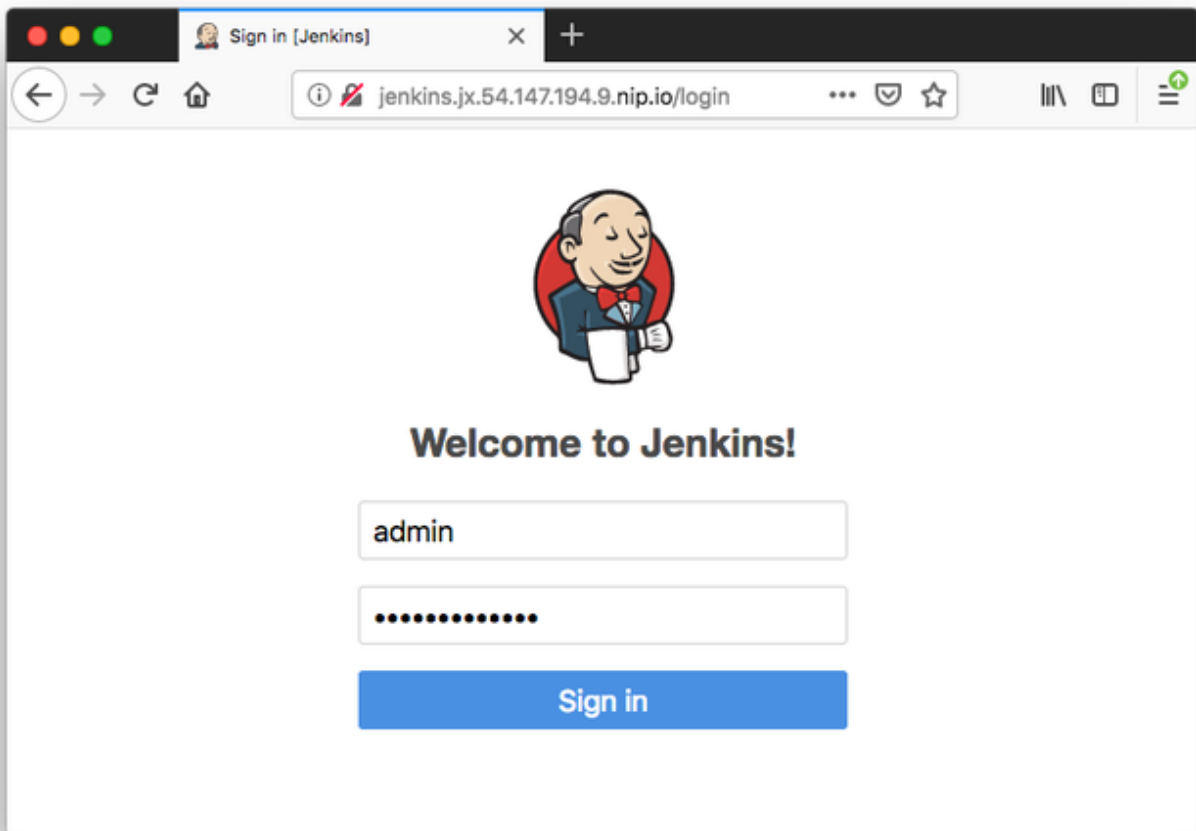 Sign in [Jenkins]
jenkins.jx.54.147.194.9.nip.io/login
Welcome to Jenkins!
admin
•••••••••••••
Sign in